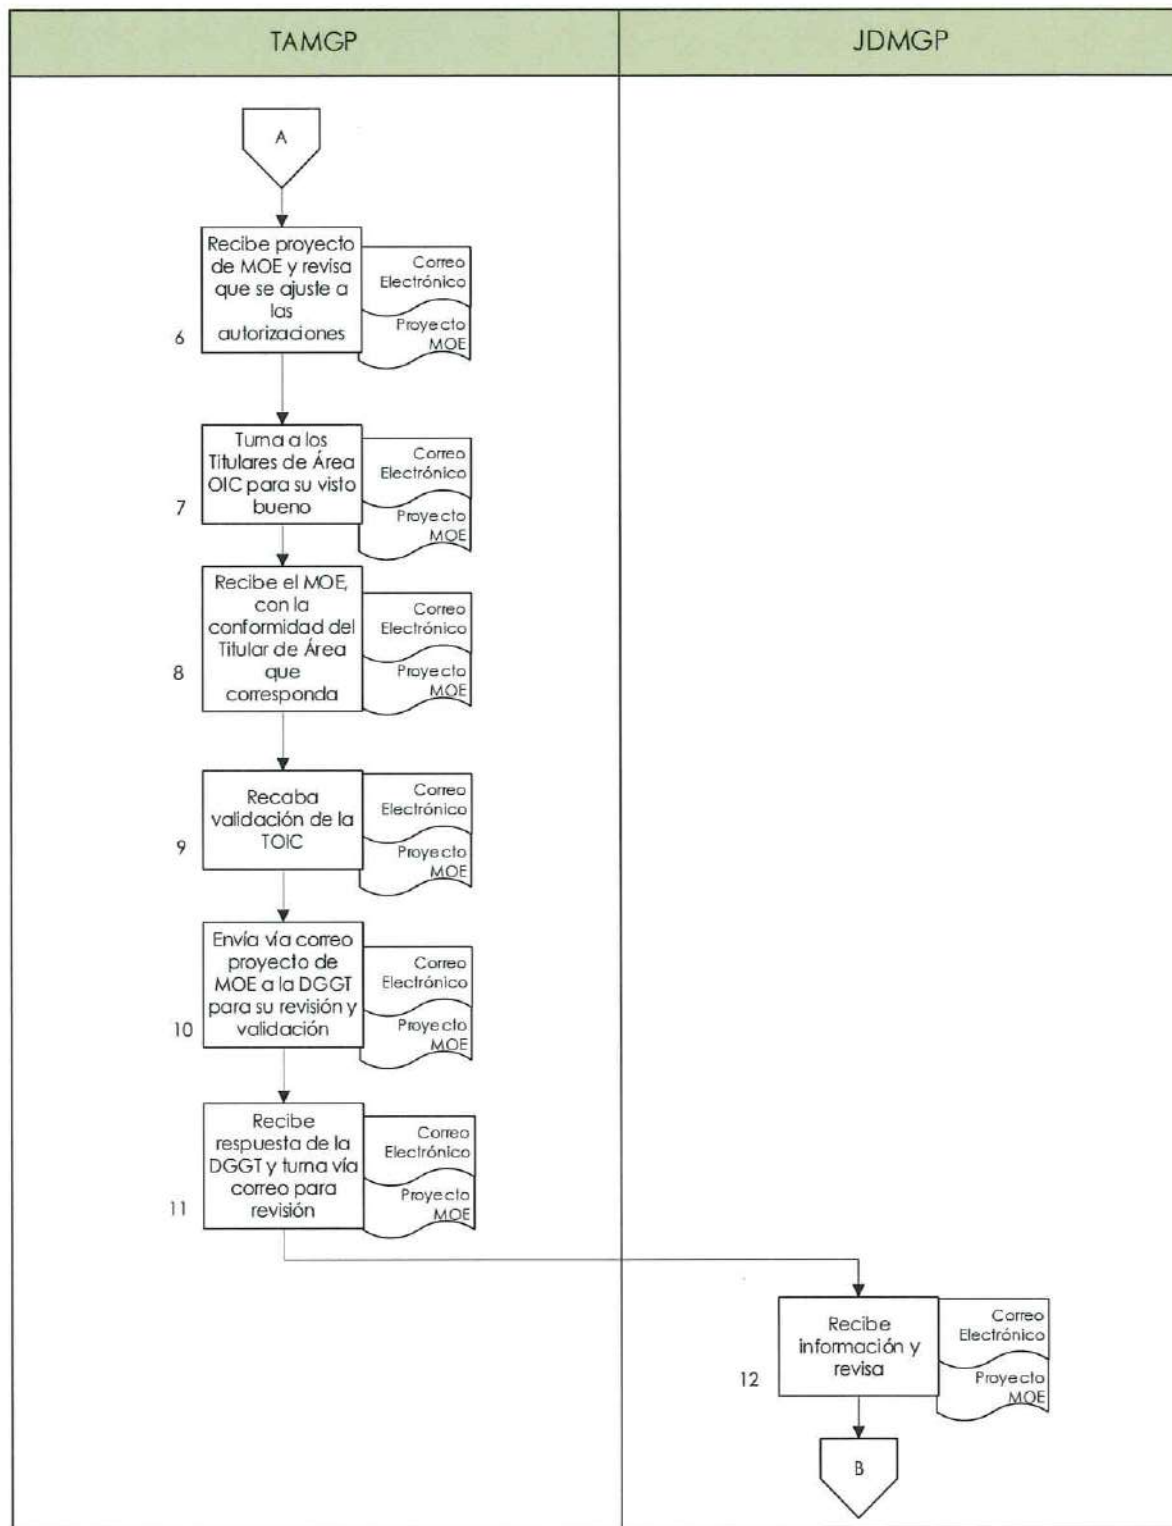 TAMGP
JDMGP
A
Recibe proyecto
de MOE y revisa
que se ajuste a
las
autorizaciones
Correo
Electrónico
Proyecto
MOE
6
Turna a los
Titulares de Área
OIC para su visto
bueno
Correo
Electrónico
Proyecto
MOE
7
Recibe el MOE,
con la
conformidad del
Titular de Área
que
corresponda
Correo
Electrónico
Proyecto
MOE
8
Recaba
validación de la
TOIC
Correo
Electrónico
Proyecto
MOE
9
Envía vía correo
proyecto de
MOE a la DGGT
para su revisión y
validación
Correo
Electrónico
Proyecto
MOE
10
Recibe
respuesta de la
DGGT y turna vía
correo para
revisión
Correo
Electrónico
Proyecto
MOE
11
Recibe
información y
revisa
Correo
Electrónico
Proyecto
MOE
12
B